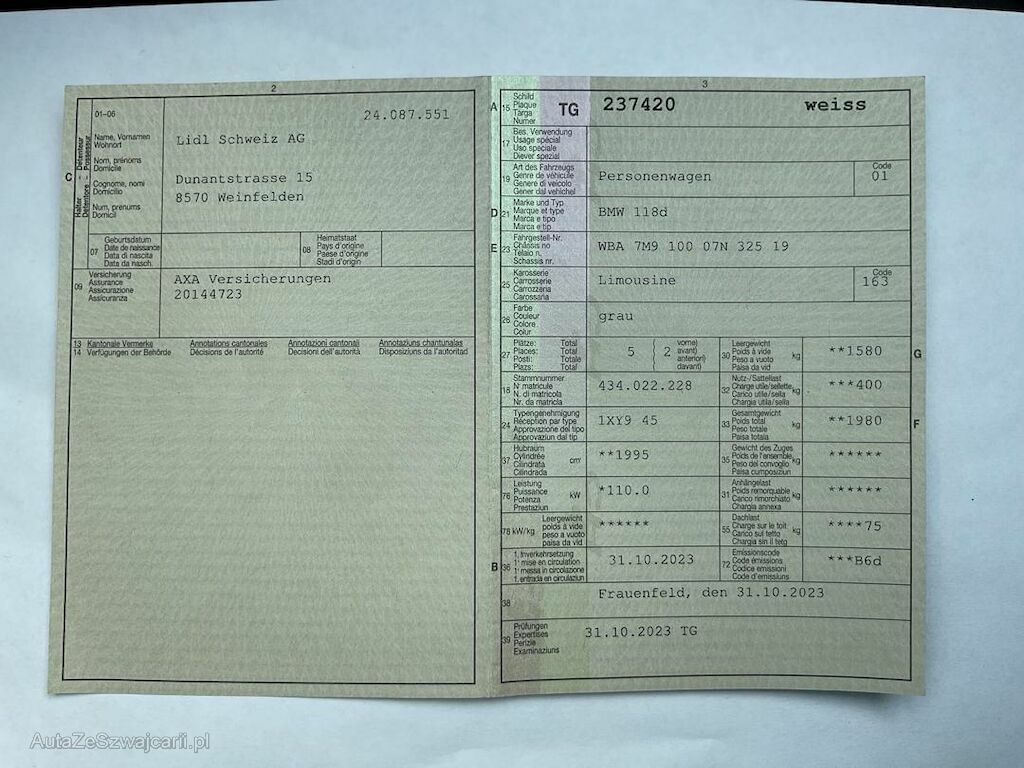 2
01–06
24.087.551
C
Halter – Détenteur
Detentore – Possessur
Name, Vornamen
Wohnort
Nom, prénoms
Domicile
Cognome, nomi
Domicilio
Num, prenums
Domicil
Lidl Schweiz AG
Dunantstrasse 15
8570 Weinfelden
07 Geburtsdatum
Date de naissance
Data di nascita
Data da nasch.
08 Heimatstaat
Pays d'origine
Paese d'origine
Stadi d'origin
09 Versicherung
Assurance
Assicurazione
Assicuranza
AXA Versicherungen
20144723
13 Kantonale Vermerke Annotations cantonales Annotazioni cantonali Annotaziuns chantunalas
14 Verfügungen der Behörde Décisions de l'autorité Decisioni dell'autorità Disposiziuns da l'autoritad
3
A 15 Schild
Plaque
Targa
Numer
TG 237420 weiss
17 Bes. Verwendung
Usage spécial
Uso speciale
Diever spezial
19 Art des Fahrzeugs
Genre de véhicule
Genere di veicolo
Gener dal vehichel
Personenwagen
Code
01
D 21 Marke und Typ
Marque et type
Marca e tipo
Marca e tip
BMW 118d
E 23 Fahrgestell-Nr.
Châssis no
Telaio n.
Schassis nr.
WBA 7M9 100 07N 325 19
25 Karosserie
Carrosserie
Carrozzeria
Carossaria
Limousine
Code
163
26 Farbe
Couleur
Colore
Colur
grau
27 Plätze: Total
Places: Total
Posti: Totale
Plazs: Total
5 ( 2 vorne)
avant)
anteriori)
davant)
30 Leergewicht
Poids à vide
Peso a vuoto
Paisa da vid
kg
**1580
G
18 Stammnummer
N° matricule
N. di matricola
Nr. da matricla
434.022.228
32 Nutz-/Sattellast
Charge utile/sellette
Carico utile/sella
Chargia utila/sella
kg
***400
24 Typengenehmigung
Réception par type
Approvazione del tipo
Approvaziun dal tip
1XY9 45
33 Gesamtgewicht
Poids total
Peso totale
Paisa totala
kg
**1980
F
37 Hubraum
Cylindrée
Cilindrata
Cilindrada
cm³
**1995
35 Gewicht des Zuges
Poids de l'ensemble
Peso del convoglio
Paisa cumposiziun
kg
******
76 Leistung
Puissance
Potenza
Prestaziun
kW
*110.0
31 Anhängelast
Poids remorquable
Carico rimorchiato
Chargia annexa
kg
******
78 kW/kg Leergewicht
poids à vide
peso a vuoto
paisa da vid
******
55 Dachlast
Charge sur le toit
Carico sul tetto
Chargia sin il tetg
kg
****75
B 36 1. Inverkehrsetzung
1re mise en circulation
1a messa in circolazione
1. entrada en circulaziun
31.10.2023
72 Emissionscode
Code émissions
Codice emissioni
Code d'emissiuns
***B6d
38 Frauenfeld, den 31.10.2023
39 Prüfungen
Expertises
Perizie
Examinaziuns
31.10.2023 TG
AutaZeSzwajcarii.pl